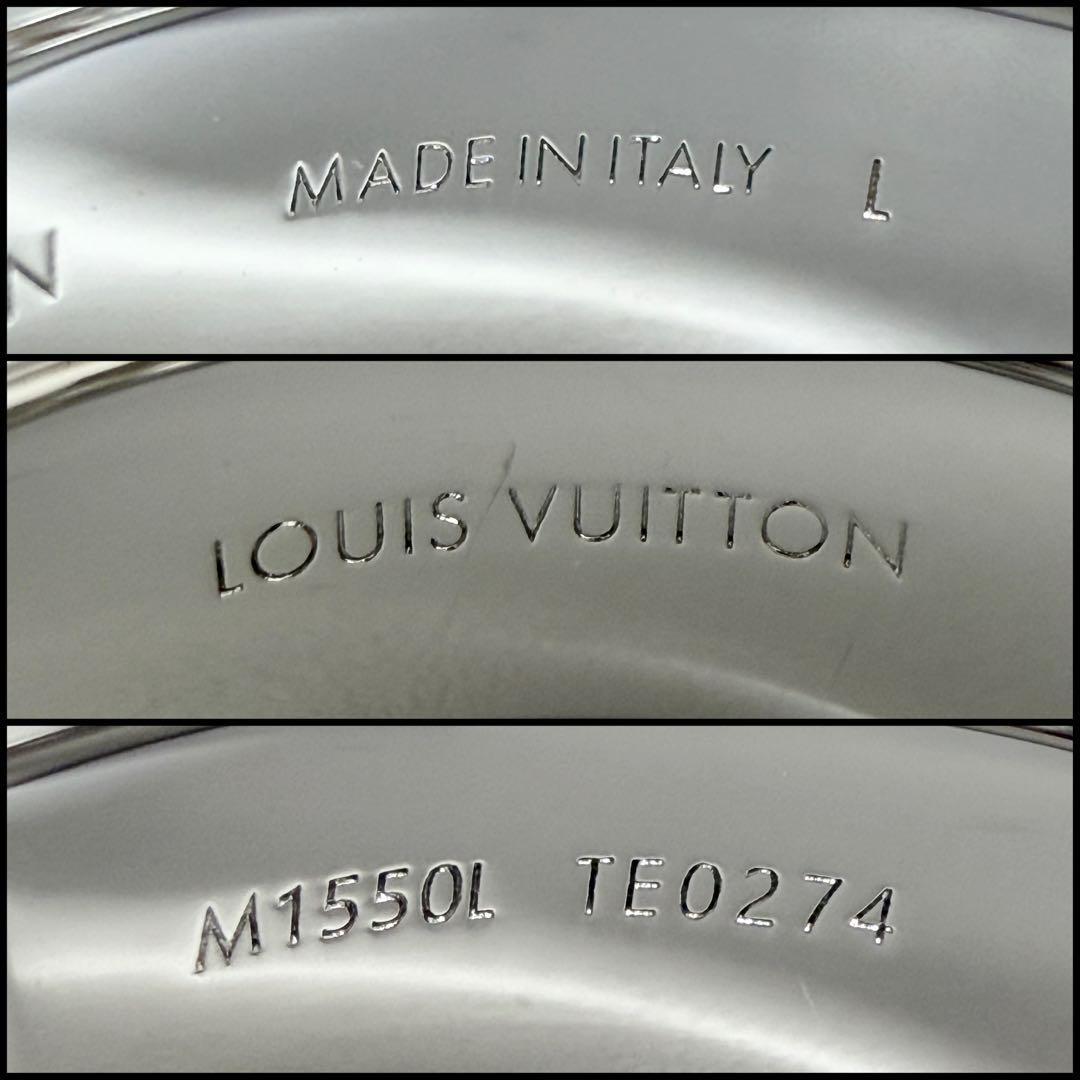 MADE IN ITALY L
N
LOUIS VUITTON
M1550L TE0274